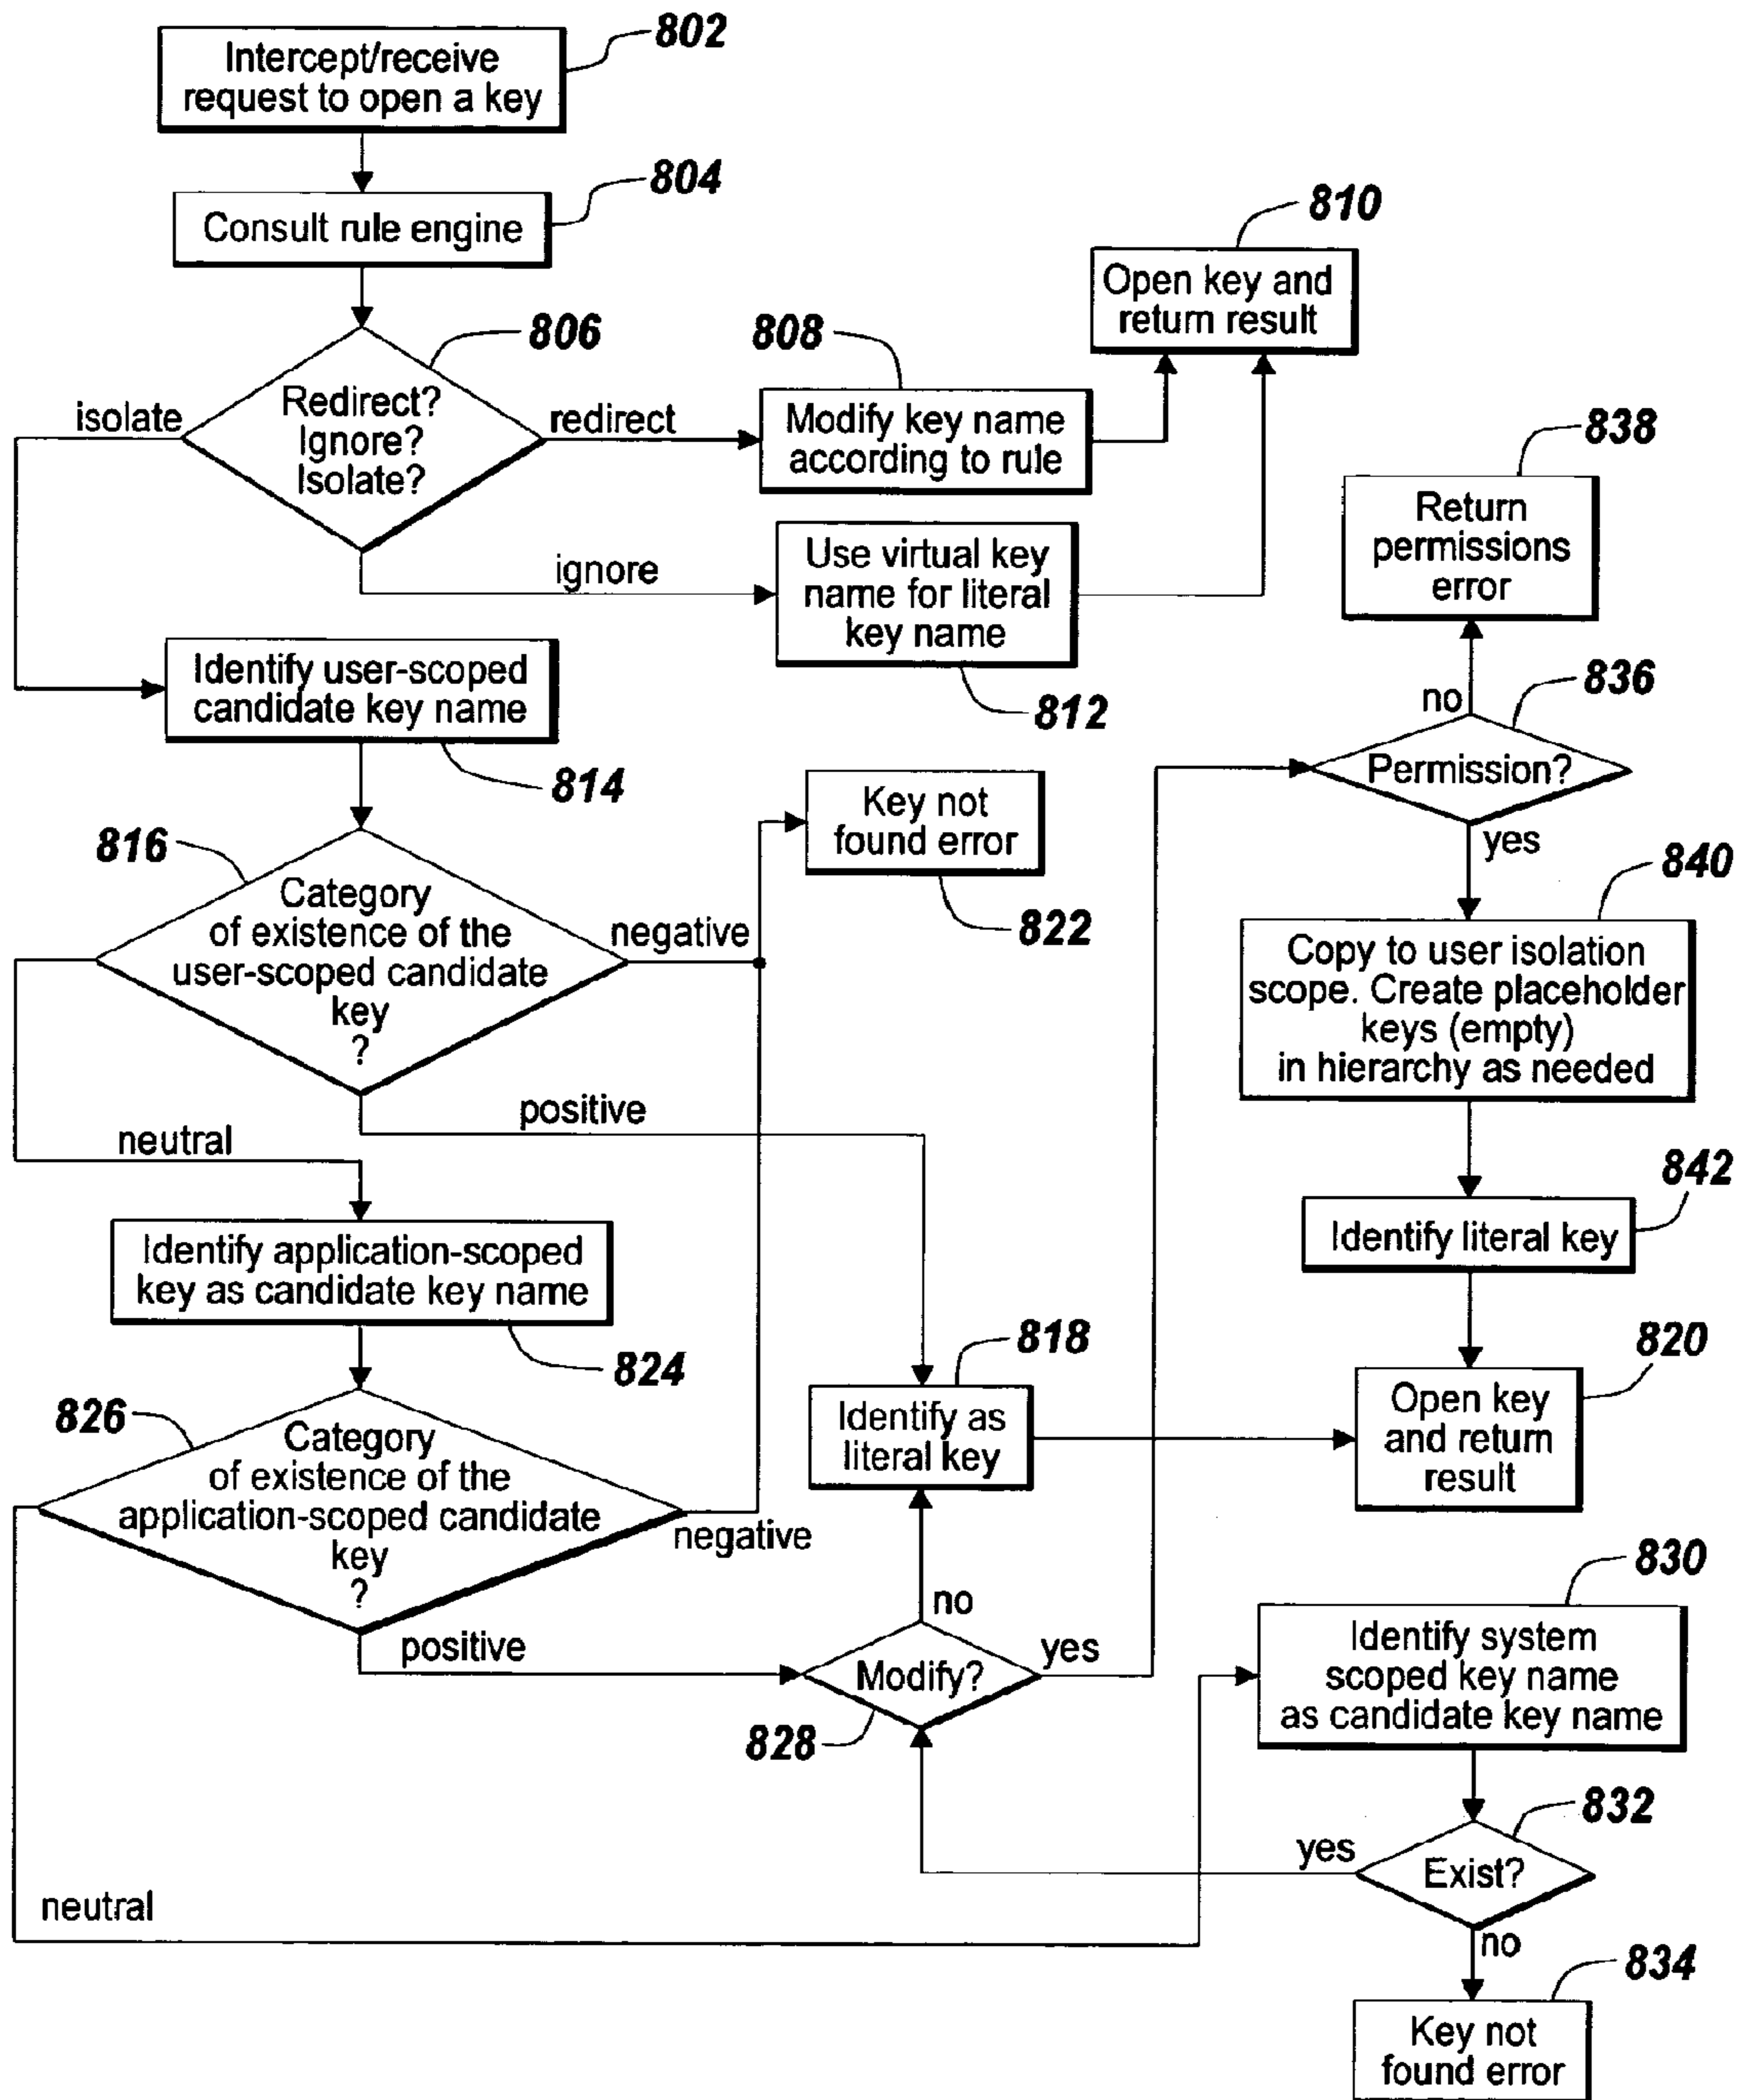 802
Intercept/receive
request to open a key
804
Consult rule engine
810
Open key and
return result
806
Redirect?
Ignore?
Isolate?
isolate
redirect
808
Modify key name
according to rule
ignore
Use virtual key
name for literal
key name
812
838
Return
permissions
error
Identify user-scoped
candidate key name
814
no
836
Permission?
yes
Key not
found error
822
816
Category
of existence of the
user-scoped candidate
key
?
negative
positive
neutral
840
Copy to user isolation
scope. Create placeholder
keys (empty)
in hierarchy as needed
842
Identify literal key
Identify application-scoped
key as candidate key name
824
818
Identify as
literal key
820
Open key
and return
result
826
Category
of existence of the
application-scoped candidate
key
?
negative
positive
neutral
no
Modify?
yes
828
830
Identify system
scoped key name
as candidate key name
832
yes
Exist?
no
834
Key not
found error